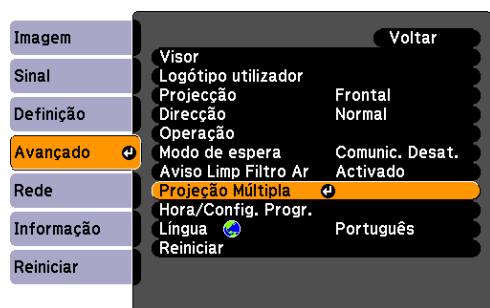 Imagem
Sinal
Definição
Avançado
Rede
Informação
Reiniciar
Voltar
Visor
Logótipo utilizador
Projecção Frontal
Direcção Normal
Operação
Modo de espera Comunic. Desat.
Aviso Limp Filtro Ar Activado
Projeção Múltipla
Hora/Config. Progr.
Língua Português
Reiniciar